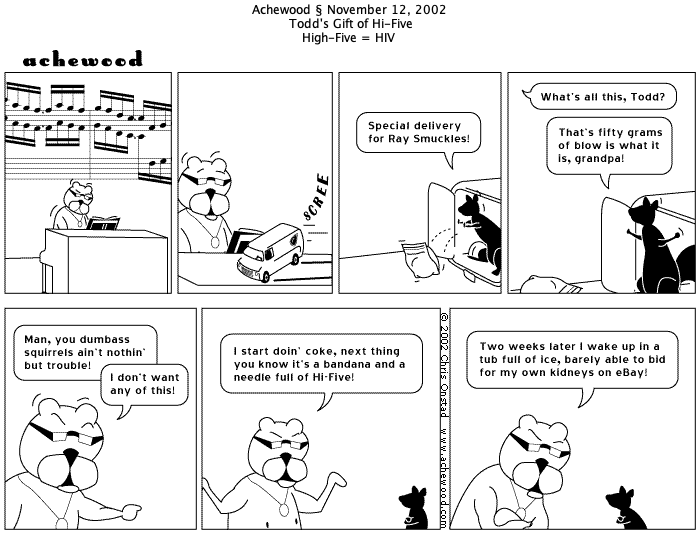 Achewood § November 12, 2002
Todd's Gift of Hi-Five
High-Five = HIV
achewood
SCREE
Special delivery
for Ray Smuckles!
What's all this, Todd?
That's fifty grams
of blow is what it
is, grandpa!
Man, you dumbass
squirrels ain't nothin'
but trouble!
I don't want
any of this!
I start doin' coke, next thing
you know it's a bandana and a
needle full of Hi-Five!
© 2002 Chris Onstad www.achewood.com
Two weeks later I wake up in a
tub full of ice, barely able to bid
for my own kidneys on eBay!